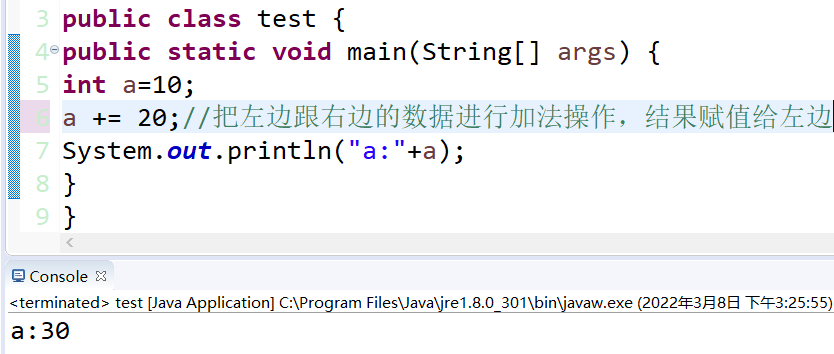 3 public class test {
4 public static void main(String[] args) {
5 int a=10;
6 a += 20;//把左边跟右边的数据进行加法操作，结果赋值给左边
7 System.out.println("a:"+a);
8 }
9 }
Console
<terminated> test [Java Application] C:\Program Files\Java\jre1.8.0_301\bin\javaw.exe (2022年3月8日 下午3:25:55)
a:30